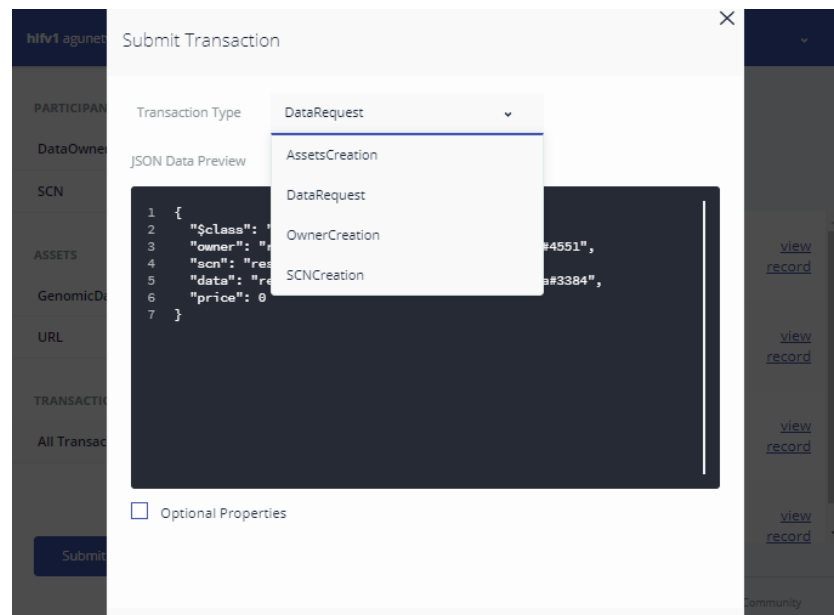 hlfv1 agunet
Submit Transaction
PARTICIPAN
DataOwne
SCN
ASSETS
GenomicDa
URL
TRANSACTIO
All Transac
Submit
Transaction Type
DataRequest
AssetsCreation
DataRequest
OwnerCreation
SCNCreation
JSON Data Preview
1 {
2 "$class": "
3 "owner": "r #4551",
4 "scn": "res
5 "data": "re a#3384",
6 "price": 0
7 }
Optional Properties
view
record
view
record
view
record
view
record
Community